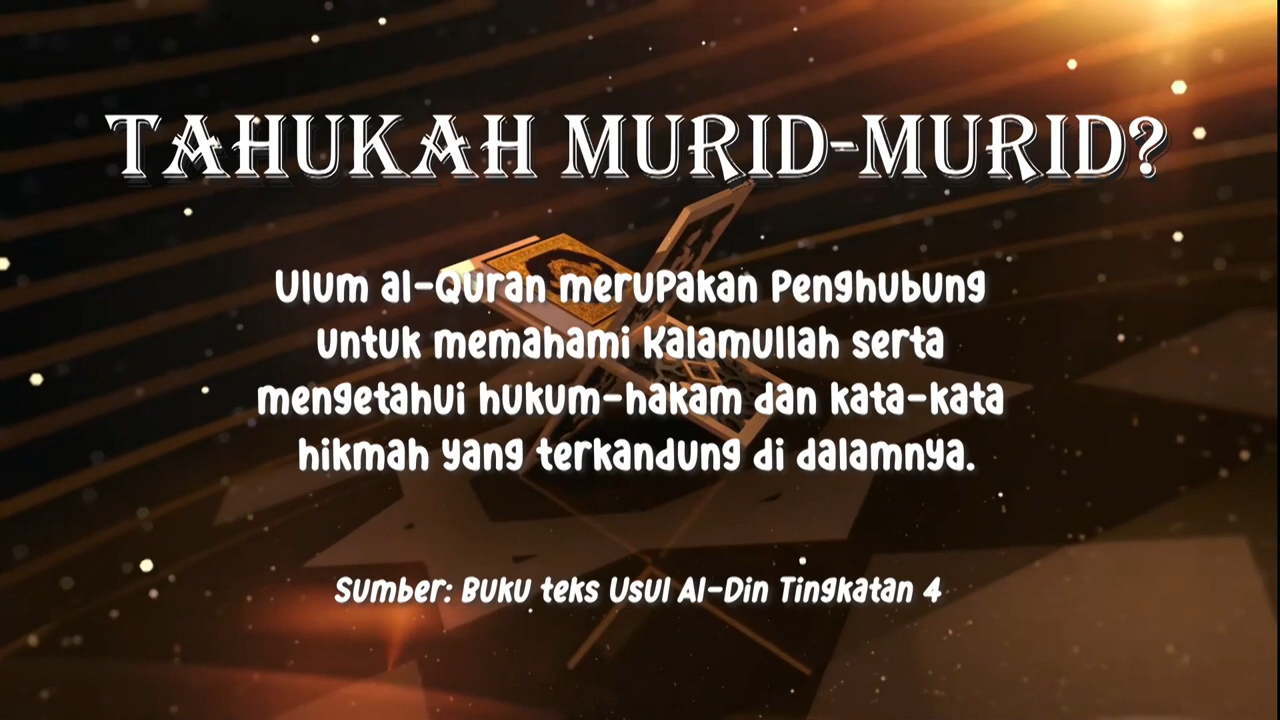 TAHUKAH MURID-MURID?
Ulum al-Quran merupakan Penghubung
untuk memahami Kalamullah serta
mengetahui hukum-hakam dan kata-kata
hikmah yang terkandung di dalamnya.
Sumber: Buku teks Usul Al-Din Tingkatan 4